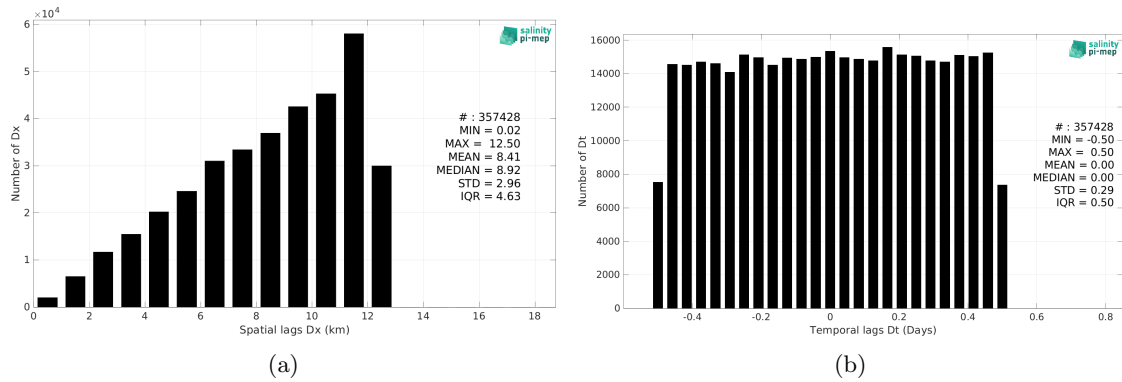 ×10⁴
6
5
4
3
2
1
0
Number of Dx
0 2 4 6 8 10 12 14 16 18
Spatial lags Dx (km)
salinity
pi-mep
# : 357428
MIN = 0.02
MAX = 12.50
MEAN = 8.41
MEDIAN = 8.92
STD = 2.96
IQR = 4.63
(a)
16000
14000
12000
10000
8000
6000
4000
2000
0
Number of Dt
-0.4 -0.2 0 0.2 0.4 0.6 0.8
Temporal lags Dt (Days)
salinity
pi-mep
# : 357428
MIN = -0.50
MAX = 0.50
MEAN = 0.00
MEDIAN = 0.00
STD = 0.29
IQR = 0.50
(b)